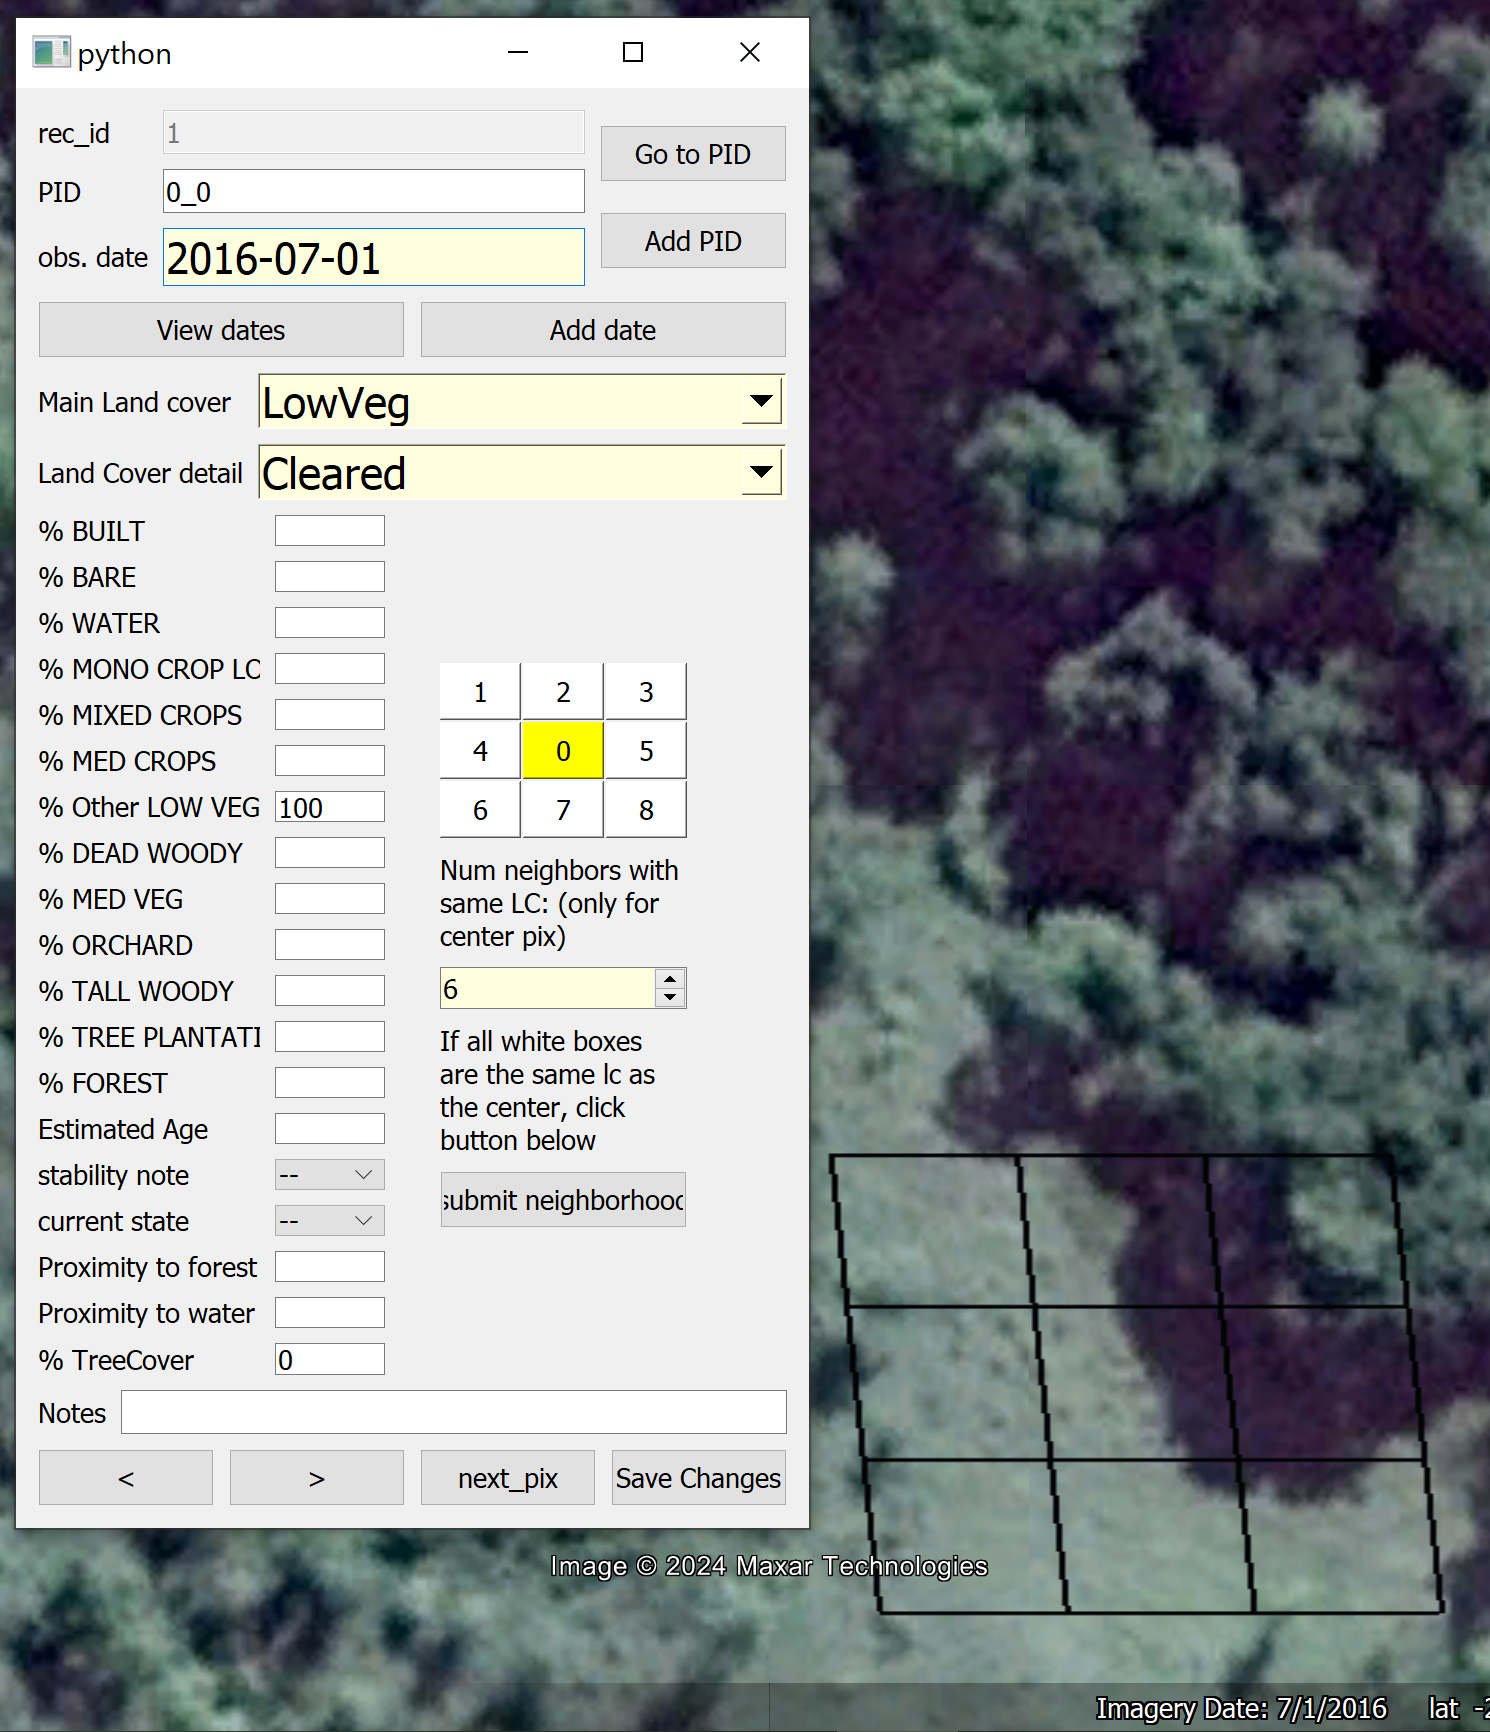 python
rec_id 1
Go to PID
PID 0_0
Add PID
obs. date 2016-07-01
View dates Add date
Main Land cover LowVeg
Land Cover detail Cleared
% BUILT
% BARE
% WATER
% MONO CROP LC
% MIXED CROPS
% MED CROPS
% Other LOW VEG 100
% DEAD WOODY
% MED VEG
% ORCHARD
% TALL WOODY
% TREE PLANTATI
% FOREST
Estimated Age
stability note --
current state --
Proximity to forest
Proximity to water
% TreeCover 0
1 2 3
4 0 5
6 7 8
Num neighbors with
same LC: (only for
center pix)
6
If all white boxes
are the same lc as
the center, click
button below
submit neighborhood
Notes
< > next_pix Save Changes
Image © 2024 Maxar Technologies
Imagery Date: 7/1/2016 lat -2